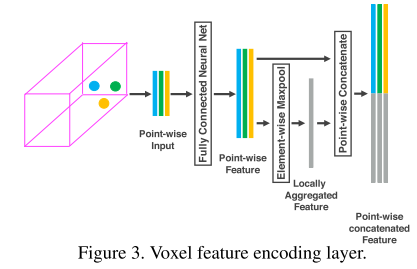 Point-wise
Input
Fully Connected Neural Net
Point-wise
Feature
Element-wise Maxpool
Locally
Aggregated
Feature
Point-wise Concatenate
Point-wise
concatenated
Feature
Figure 3. Voxel feature encoding layer.